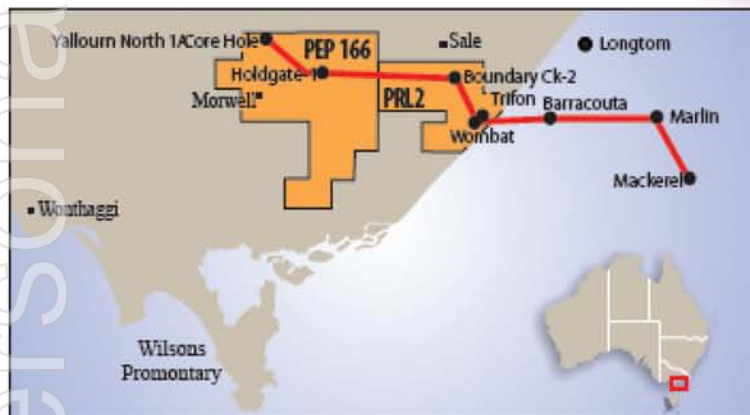 Yallourn North 1A Core Hole
PEP 166
Sale
Longtom
Holdgate-1
Boundary Ck-2
Morwell
PRL2
Trifon
Barracouta
Marlin
Wombat
Mackerel
Wonthaggi
Wilsons
Promontary
ersona